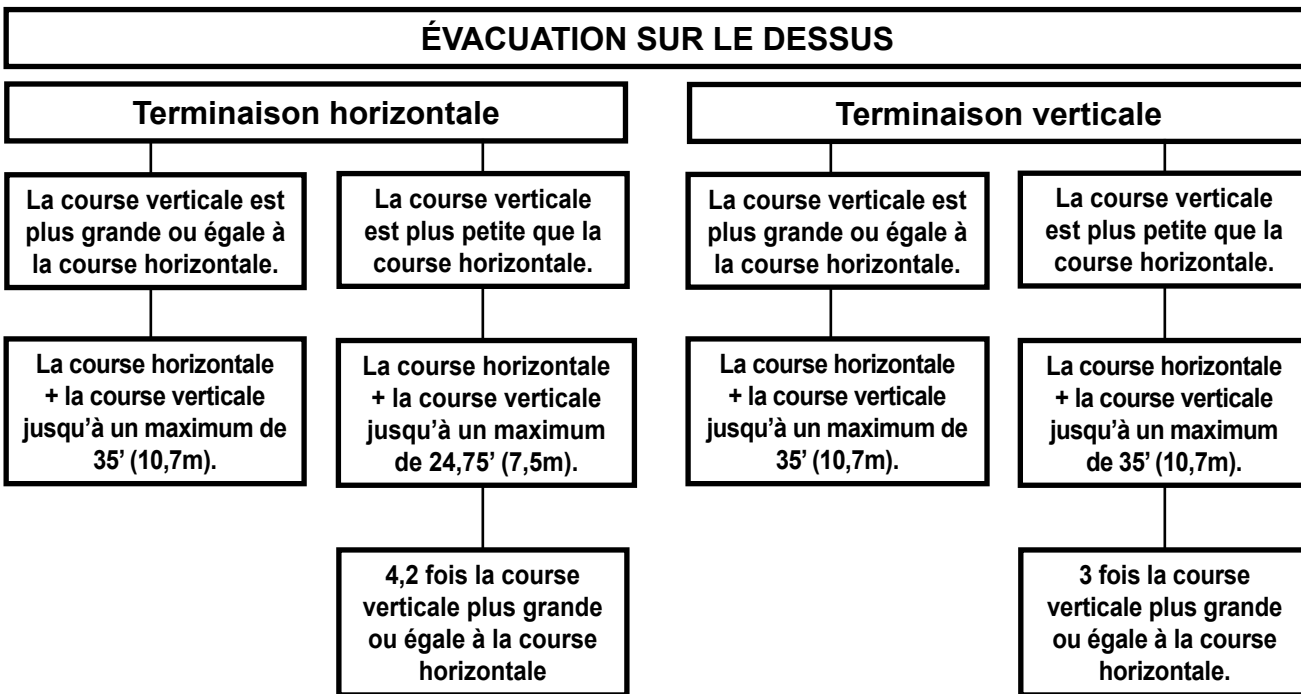 ÉVACUATION SUR LE DESSUS
Terminaison horizontale
La course verticale est
plus grande ou égale à
la course horizontale.
La course horizontale
+ la course verticale
jusqu’à un maximum de
35’ (10,7m).
La course verticale
est plus petite que la
course horizontale.
La course horizontale
+ la course verticale
jusqu’à un maximum
de 24,75’ (7,5m).
4,2 fois la course
verticale plus grande
ou égale à la course
horizontale
Terminaison verticale
La course verticale est
plus grande ou égale à
la course horizontale.
La course horizontale
+ la course verticale
jusqu’à un maximum de
35’ (10,7m).
La course verticale
est plus petite que la
course horizontale.
La course horizontale
+ la course verticale
jusqu’à un maximum
de 35’ (10,7m).
3 fois la course
verticale plus grande
ou égale à la course
horizontale.